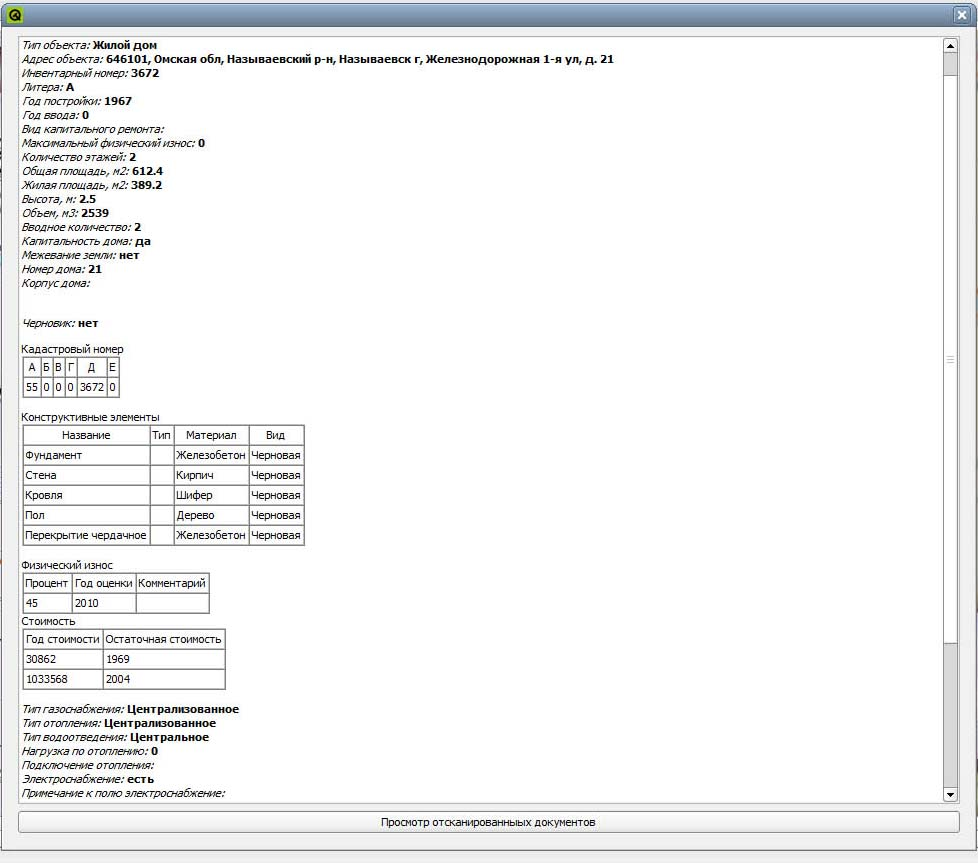 Тип объекта: Жилой дом
Адрес объекта: 646101, Омская обл, Называевский р-н, Называевск г, Железнодорожная 1-я ул, д. 21
Инвентарный номер: 3672
Литера: А
Год постройки: 1967
Год ввода: 0
Вид капитального ремонта:
Максимальный физический износ: 0
Количество этажей: 2
Общая площадь, м2: 612.4
Жилая площадь, м2: 389.2
Высота, м: 2.5
Объем, м3: 2539
Вводное количество: 2
Капитальность дома: да
Межевание земли: нет
Номер дома: 21
Корпус дома:
Черновик: нет
Кадастровый номер
А Б В Г Д Е
55 0 0 0 3672 0
Конструктивные элементы
Название Тип Материал Вид
Фундамент Железобетон Черновая
Стена Кирпич Черновая
Кровля Шифер Черновая
Пол Дерево Черновая
Перекрытие чердачное Железобетон Черновая
Физический износ
Процент Год оценки Комментарий
45 2010
Стоимость
Год стоимости Остаточная стоимость
30862 1969
1033568 2004
Тип газоснабжения: Централизованное
Тип отопления: Централизованное
Тип водоотведения: Центральное
Нагрузка по отоплению: 0
Подключение отопления:
Электроснабжение: есть
Примечание к полю электроснабжение:
Просмотр отсканированныых документов